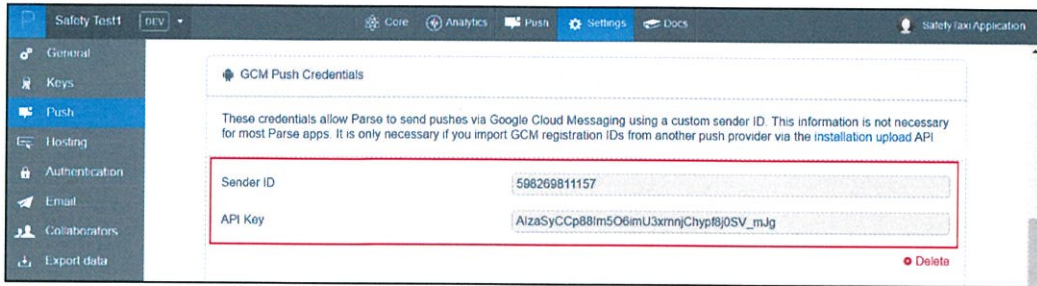 Safety Test1 DEV Core Analytics Push Settings Docs SafetyTaxi Application
General
Keys
Push
Hosting
Authentication
Email
Collaborators
Export data
GCM Push Credentials
These credentials allow Parse to send pushes via Google Cloud Messaging using a custom sender ID. This information is not necessary
for most Parse apps. It is only necessary if you import GCM registration IDs from another push provider via the installation upload API
Sender ID 598269811157
API Key
Delete